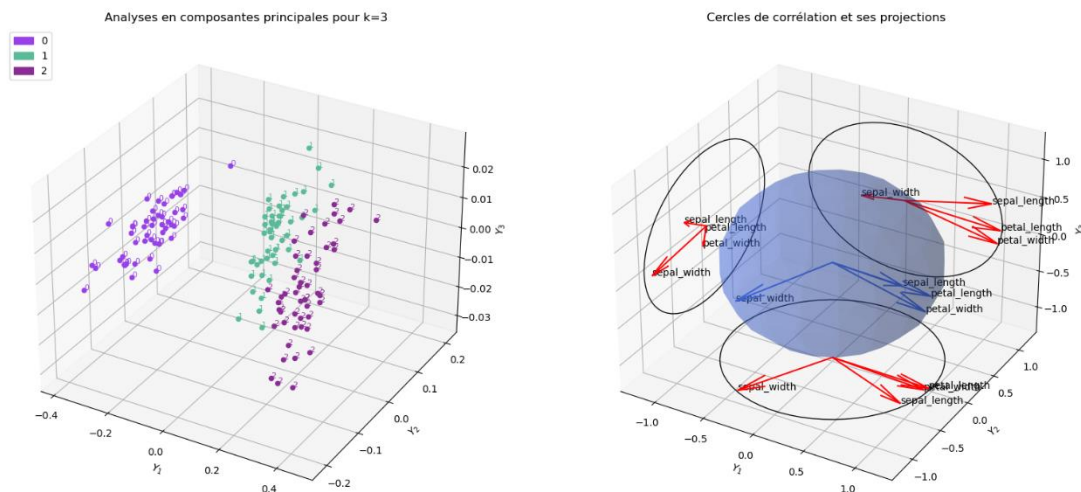 Analyses en composantes principales pour k=3
0
1
2
0.02
0.01
0.00
−0.01
−0.02
−0.03
Y3
−0.4
−0.2
0.0
0.2
0.4
Y1
−0.2
−0.1
0.0
0.1
0.2
Y2
Cercles de corrélation et ses projections
sepal_width
sepal_length
petal_length
petal_width
sepal_length
petal_length
petal_width
sepal_width
sepal_width
sepal_length
petal_length
petal_width
sepal_width
petal_length
petal_width
sepal_length
1.0
0.5
0.0
−0.5
−1.0
−1.0
−0.5
0.0
0.5
1.0
Y1
−1.0
−0.5
0.0
0.5
1.0
Y2